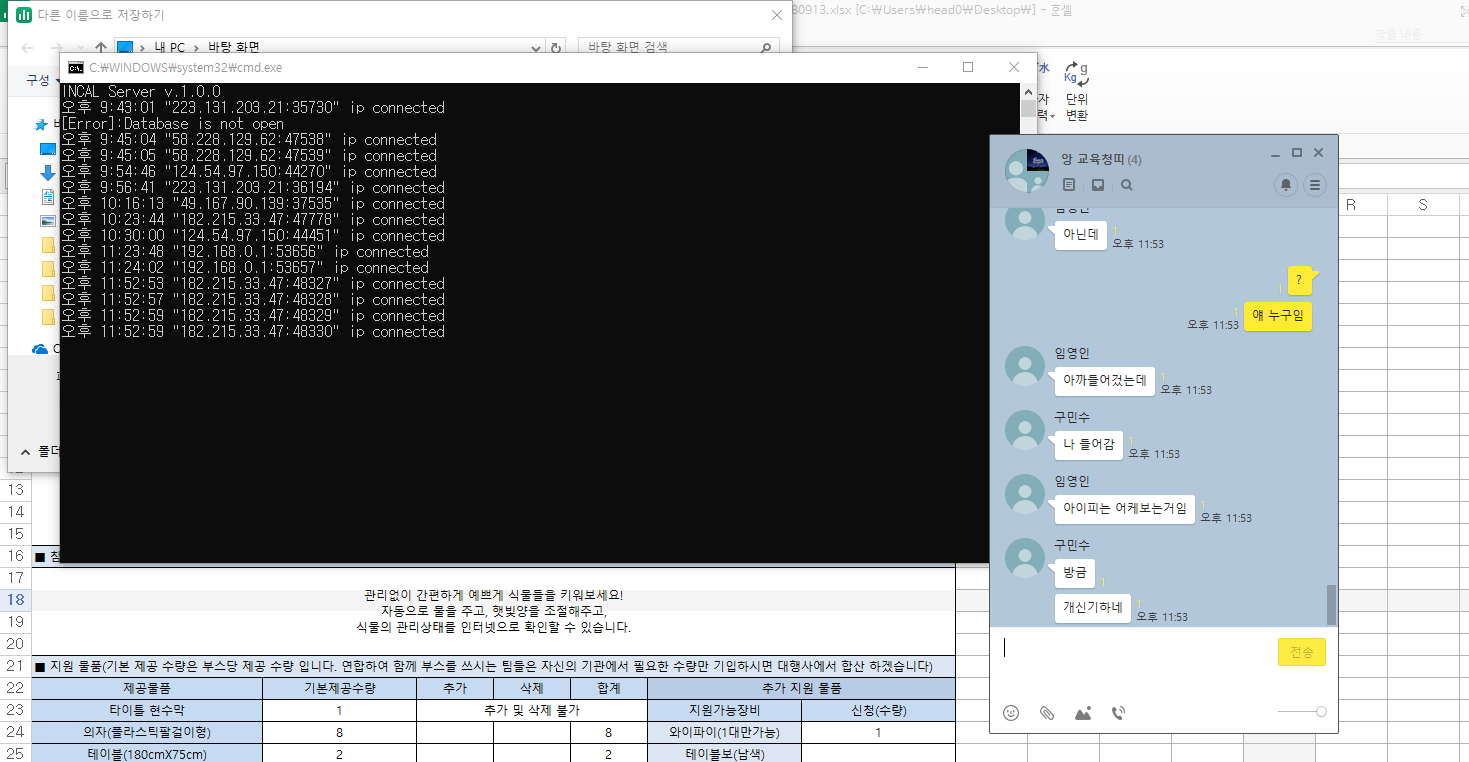 다른 이름으로 저장하기
80913.xlsx [C:₩Users₩head0₩Desktop₩] - 한셀
찾을 내용
내 PC › 바탕 화면
바탕 화면 검색
구성
C:₩WINDOWS₩system32₩cmd.exe
INCAL Server v.1.0.0
오후 9:43:01 "223.131.203.21:35730" ip connected
[Error]:Database is not open
오후 9:45:04 "58.228.129.62:47538" ip connected
오후 9:45:05 "58.228.129.62:47539" ip connected
오후 9:54:46 "124.54.97.150:44270" ip connected
오후 9:56:41 "223.131.203.21:36194" ip connected
오후 10:16:13 "49.167.90.139:37535" ip connected
오후 10:23:44 "182.215.33.47:47778" ip connected
오후 10:30:00 "124.54.97.150:44451" ip connected
오후 11:23:48 "192.168.0.1:53656" ip connected
오후 11:24:02 "192.168.0.1:53657" ip connected
오후 11:52:53 "182.215.33.47:48327" ip connected
오후 11:52:57 "182.215.33.47:48328" ip connected
오후 11:52:59 "182.215.33.47:48329" ip connected
오후 11:52:59 "182.215.33.47:48330" ip connected
水 Kg g
자 단위
력 변환
R S
앙 교육청띠 (4)
임영인
아닌데
1
오후 11:53
?
1
얘 누구임
1
오후 11:53
임영인
아까들어겄는데
1
오후 11:53
구민수
나 들어감
1
오후 11:53
임영인
아이피는 어케보는거임
1
오후 11:53
구민수
방금
1
개신기하네
1
오후 11:53
전송
폴더
13
14
15
16 ■
17
18 관리없이 간편하게 예쁘게 식물들을 키워보세요!
자동으로 물을 주고, 햇빛양을 조절해주고,
19 식물의 관리상태를 인터넷으로 확인할 수 있습니다.
20
21 ■ 지원 물품(기본 제공 수량은 부스당 제공 수량 입니다. 연합하여 함께 부스를 쓰시는 팀들은 자신의 기관에서 필요한 수량만 기입하시면 대행사에서 합산 하겠습니다)
22 제공물품 기본제공수량 추가 삭제 합계 추가 지원 물품
23 타이틀 현수막 1 추가 및 삭제 불가 지원가능장비 신청(수량)
24 의자(플라스틱팔걸이형) 8 8 와이파이(1대만가능) 1
25 테이블(180cmX75cm) 2 2 테이블보(남색)